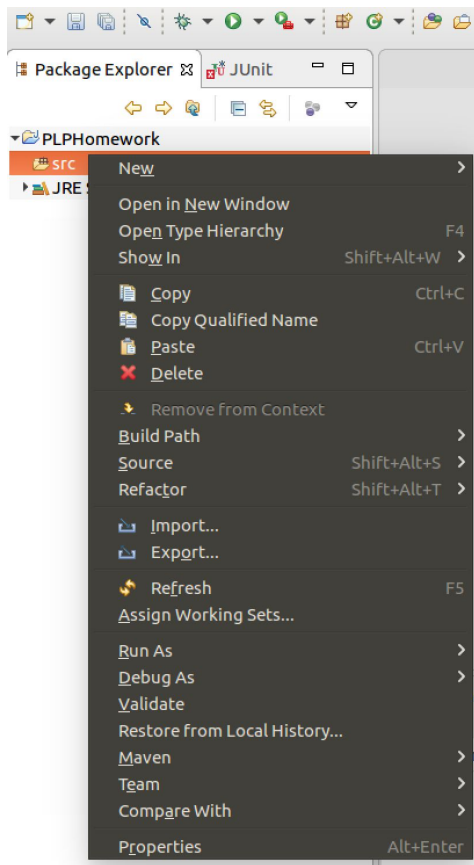 Package Explorer JUnit
PLPHomework
src
JRE S
New
Open in New Window
Open Type Hierarchy F4
Show In Shift+Alt+W
Copy Ctrl+C
Copy Qualified Name
Paste Ctrl+V
Delete
Remove from Context
Build Path
Source Shift+Alt+S
Refactor Shift+Alt+T
Import...
Export...
Refresh F5
Assign Working Sets...
Run As
Debug As
Validate
Restore from Local History...
Maven
Team
Compare With
Properties Alt+Enter